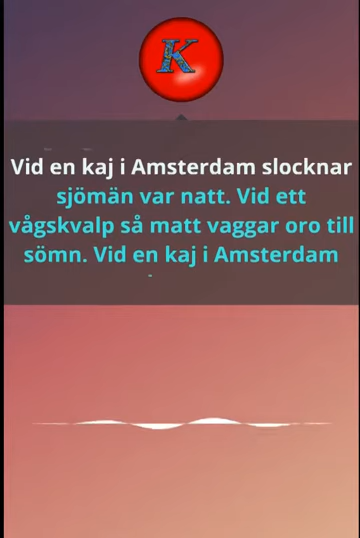 K
Vid en kaj i Amsterdam slocknar
sjömän var natt. Vid ett
vågskvalp så matt vaggar oro till
sömn. Vid en kaj i Amsterdam